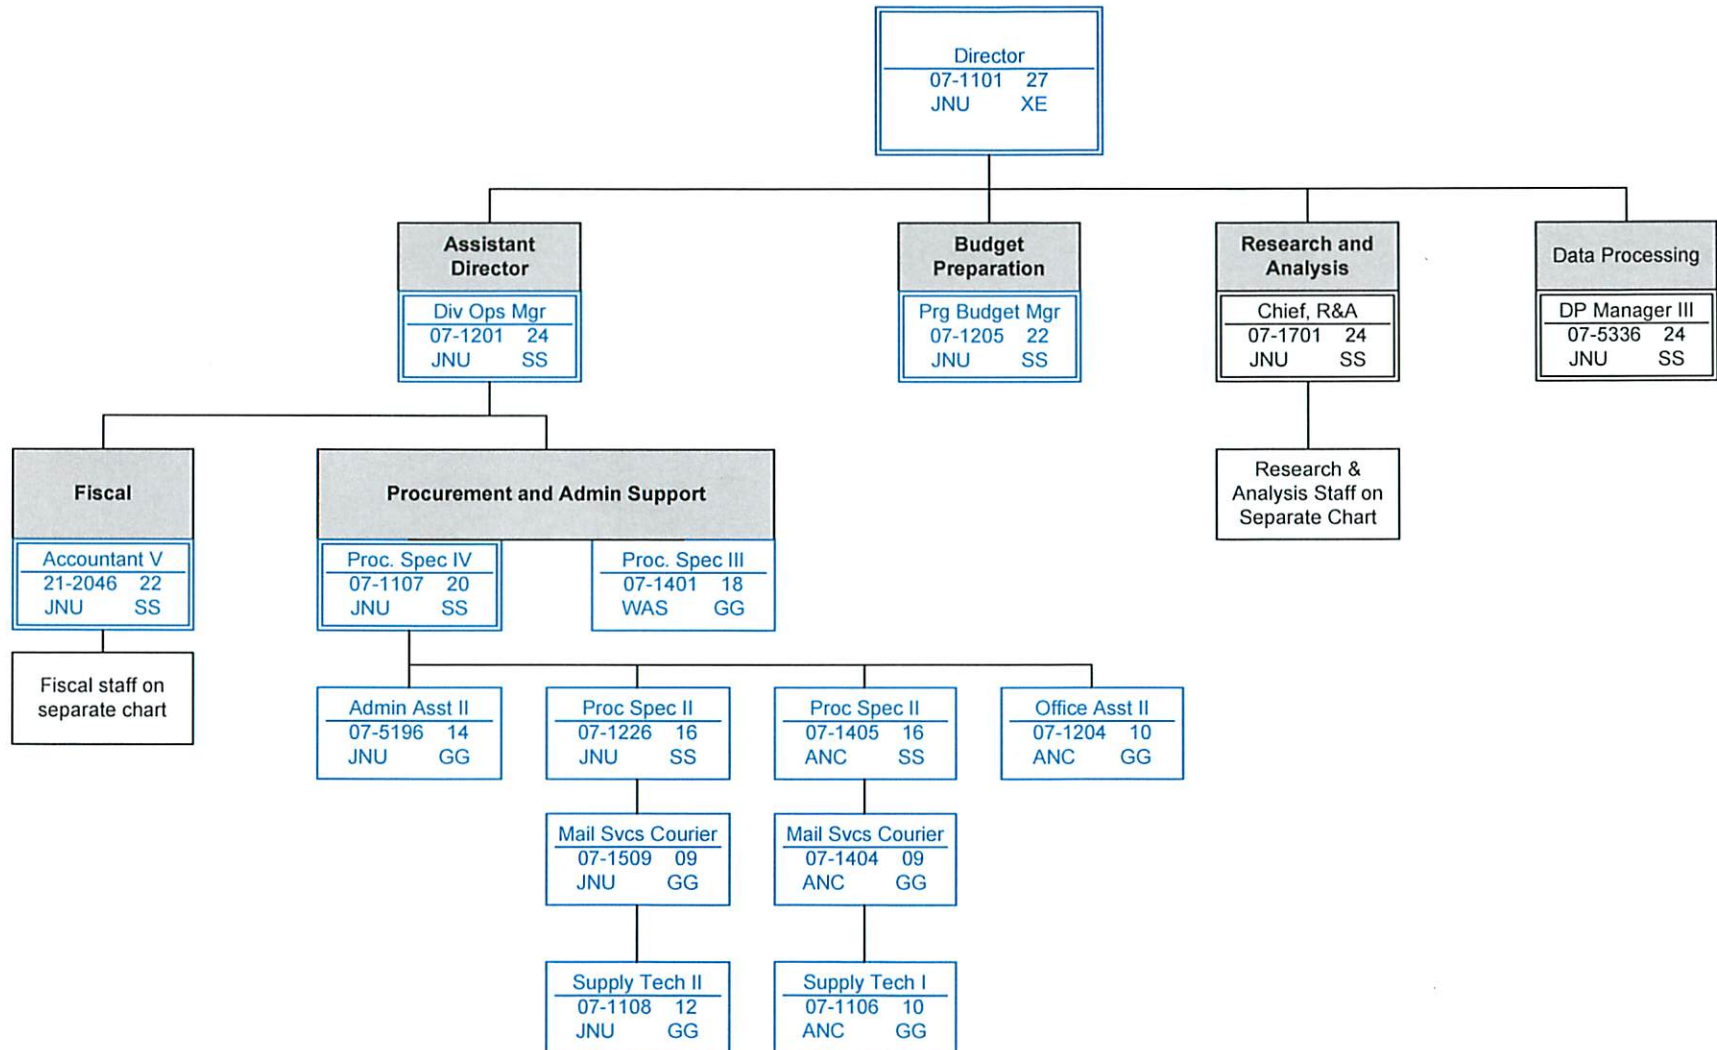 Director
07-1101 27
JNU XE
Assistant
Director
Div Ops Mgr
07-1201 24
JNU SS
Budget
Preparation
Prg Budget Mgr
07-1205 22
JNU SS
Research and
Analysis
Chief, R&A
07-1701 24
JNU SS
Data Processing
DP Manager III
07-5336 24
JNU SS
Fiscal
Accountant V
21-2046 22
JNU SS
Fiscal staff on
separate chart
Procurement and Admin Support
Proc. Spec IV
07-1107 20
JNU SS
Proc. Spec III
07-1401 18
WAS GG
Research &
Analysis Staff on
Separate Chart
Admin Asst II
07-5196 14
JNU GG
Proc Spec II
07-1226 16
JNU SS
Proc Spec II
07-1405 16
ANC SS
Office Asst II
07-1204 10
ANC GG
Mail Svcs Courier
07-1509 09
JNU GG
Mail Svcs Courier
07-1404 09
ANC GG
Supply Tech II
07-1108 12
JNU GG
Supply Tech I
07-1106 10
ANC GG